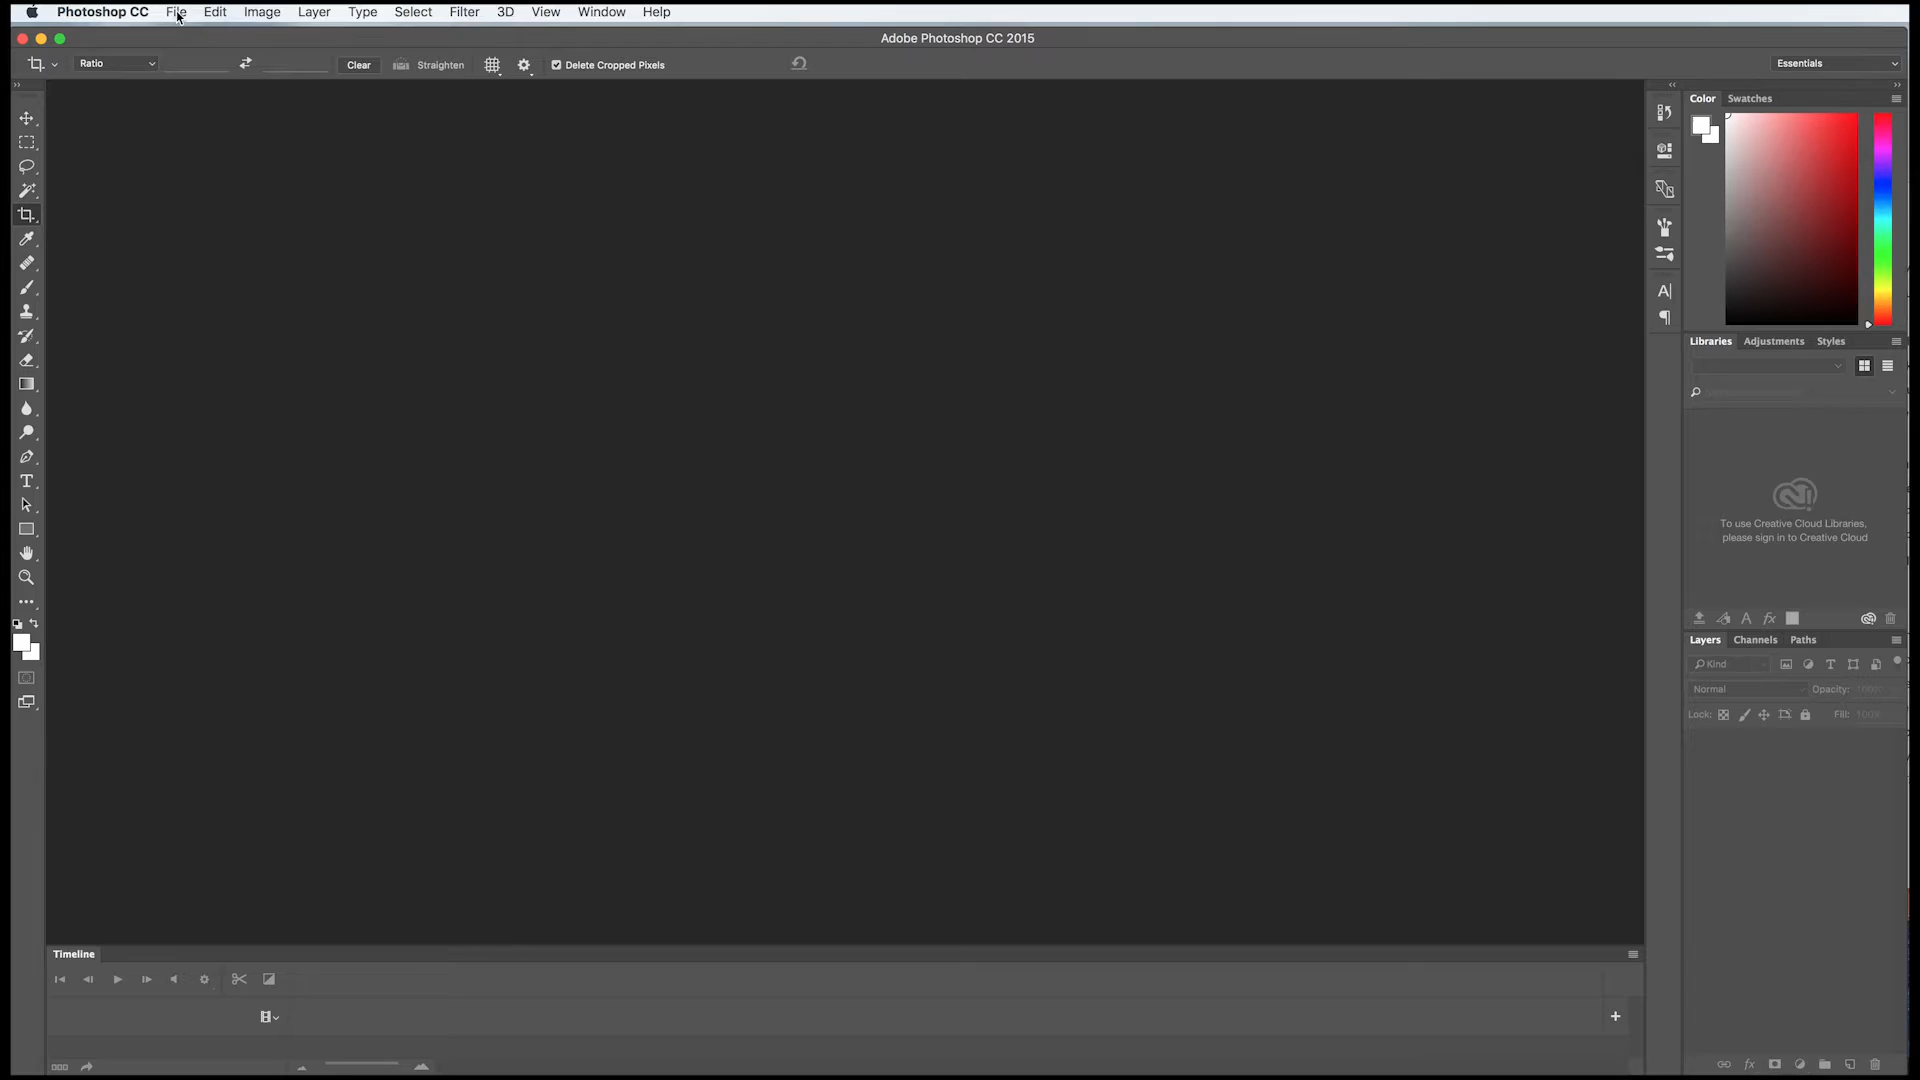 Photoshop CC File Edit Image Layer Type Select Filter 3D View Window Help
Adobe Photoshop CC 2015
Ratio Clear Straighten Delete Cropped Pixels Essentials
Color Swatches
Libraries Adjustments Styles
To use Creative Cloud Libraries,
please sign in to Creative Cloud
Layers Channels Paths
Kind
Normal Opacity: 100%
Lock: Fill: 100%
Timeline